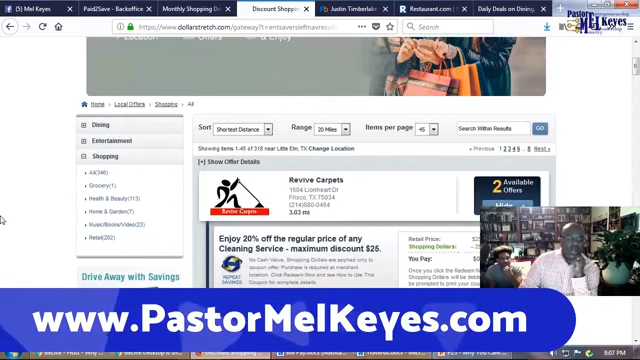 Mel Keyes
Paid2Save - Backoffice
Monthly Shopping Do
Discount Shopping
Justin Timberlake
Restaurant.com
Daily Deals on Dining,
Pastor
MEL Keyes
https://www.dollarstretch.com/gateway?t=entsaversleftnavresult
Search
Location
Offers
& Enjoy
Home
Local Offers
Shopping
All
Dining
Entertainment
Shopping
All(346)
Grocery(1)
Health & Beauty(113)
Home & Garden(7)
Music/Books/Video(23)
Retail(202)
Drive Away with Savings
Sort Shortest Distance Range 20 Miles Items per page 45 Search Within Results GO
Showing items 1-45 of 318 near Little Elm, TX Change Location
« Previous 1 2 3 4 5 ... 8 Next »
[+] Show Offer Details
Revive Carpets
Revive Carpets
1604 Lionheart Dr
Frisco, TX 75034
(214)680-0464
3.03 mi
2 Available
Offers
Hide
Enjoy 20% off the regular price of any
Cleaning Service - maximum discount $25.
REPEAT
SAVINGS
No Cash Value. Shopping Dollars are applied only to
coupon offer. Purchase is required at merchant
location. Click Redeem Now and see How to Use This
Coupon for complete details
Retail Price:
Shopping Dollars:
You Pay:
Once you click the Redeem
Shopping Dollars will be
be prompted to print your
www.PastorMelKeyes.com
8:07 PM